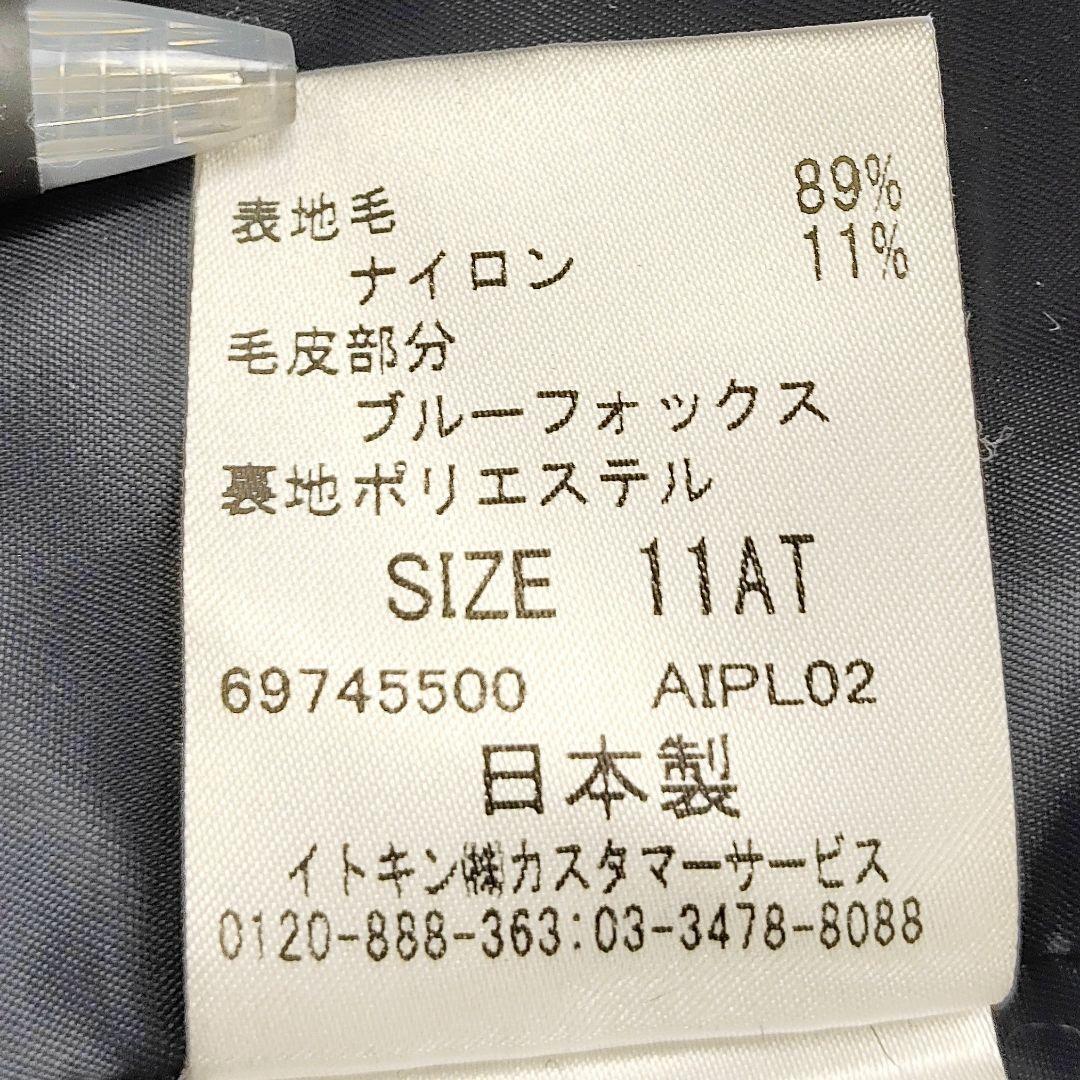 表地毛 89%
ナイロン 11%
毛皮部分
ブルーフォックス
裏地ポリエステル
SIZE 11AT
69745500 AIPL02
日本製
イトキン㈱カスタマーサービス
0120-888-363:03-3478-8088